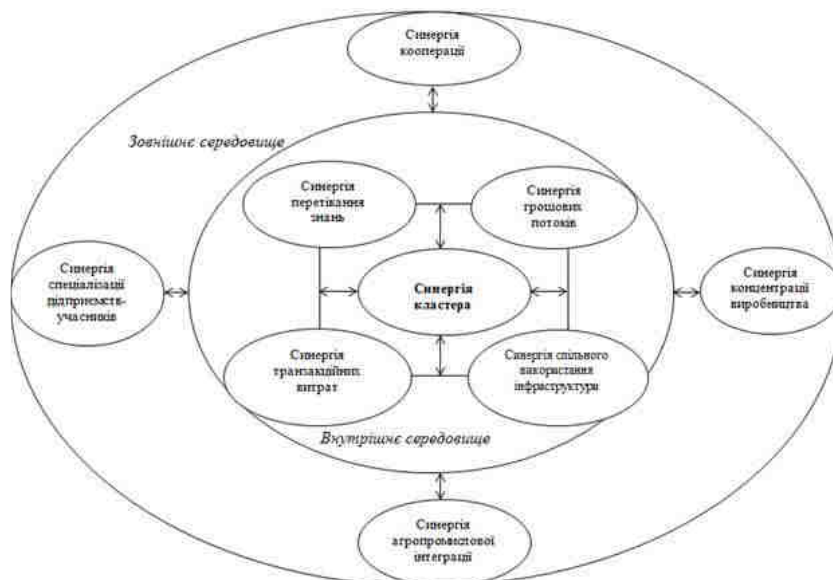 Синергія
кооперації
Зовнішнє середовище
Синергія
перетікання
знань
Синергія
грошових
потоків
Синергія
спеціалізації
підприємств-
учасників
Синергія
кластера
Синергія
концентрації
виробництва
Синергія
транзакційних
витрат
Синергія спільного
використання
інфраструктури
Внутрішнє середовище
Синергія
агропромислової
інтеграції